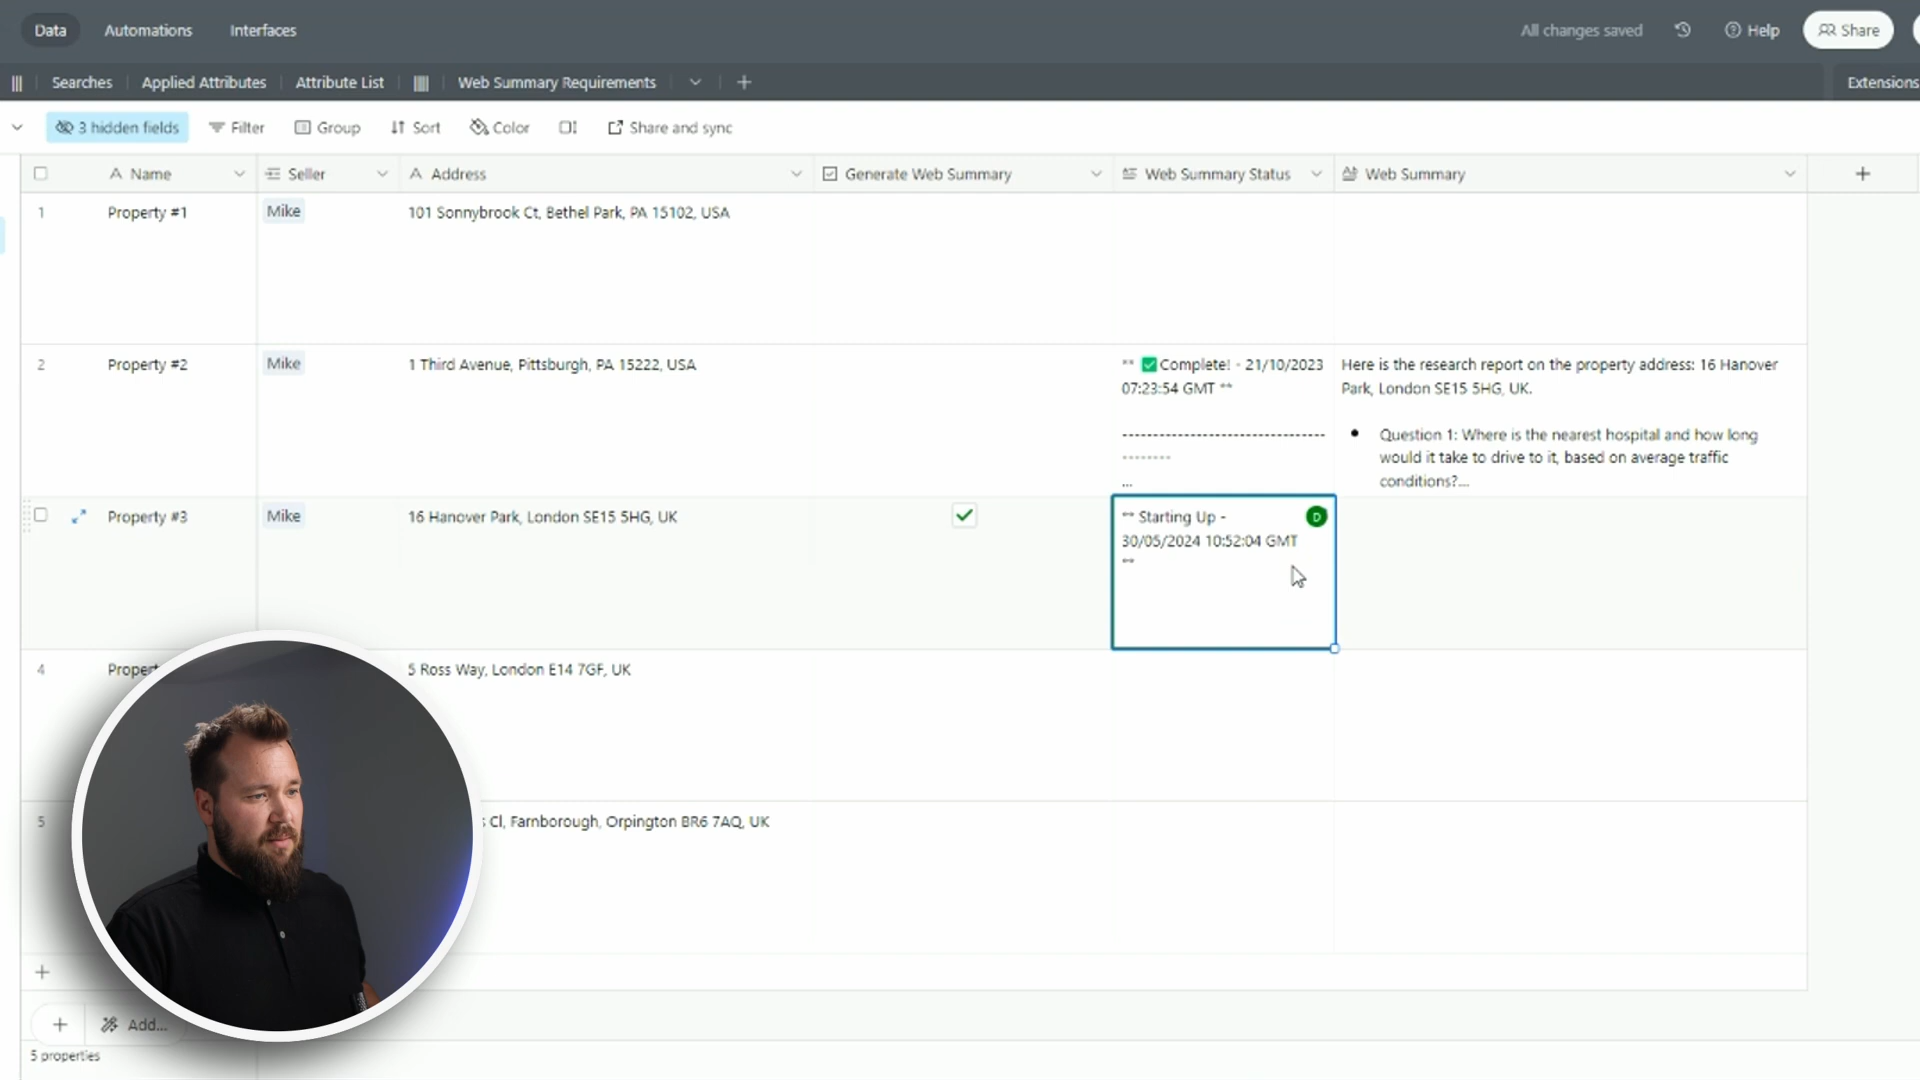 Data Automations Interfaces All changes saved Help Share
Searches Applied Attributes Attribute List Web Summary Requirements Extensions
3 hidden fields Filter Group Sort Color Share and sync
Name Seller Address Generate Web Summary Web Summary Status Web Summary
1 Property #1 Mike 101 Sonnybrook Ct, Bethel Park, PA 15102, USA
2 Property #2 Mike 1 Third Avenue, Pittsburgh, PA 15222, USA
** ✅Complete! - 21/10/2023
07:23:54 GMT **
---------------------------------
--------
...
Here is the research report on the property address: 16 Hanover
Park, London SE15 5HG, UK.
• Question 1: Where is the nearest hospital and how long
would it take to drive to it, based on average traffic
conditions?...
Property #3 Mike 16 Hanover Park, London SE15 5HG, UK
** Starting Up -
30/05/2024 10:52:04 GMT
**
D
4 Proper 5 Ross Way, London E14 7GF, UK
5 Cl, Farnborough, Orpington BR6 7AQ, UK
Add...
5 properties